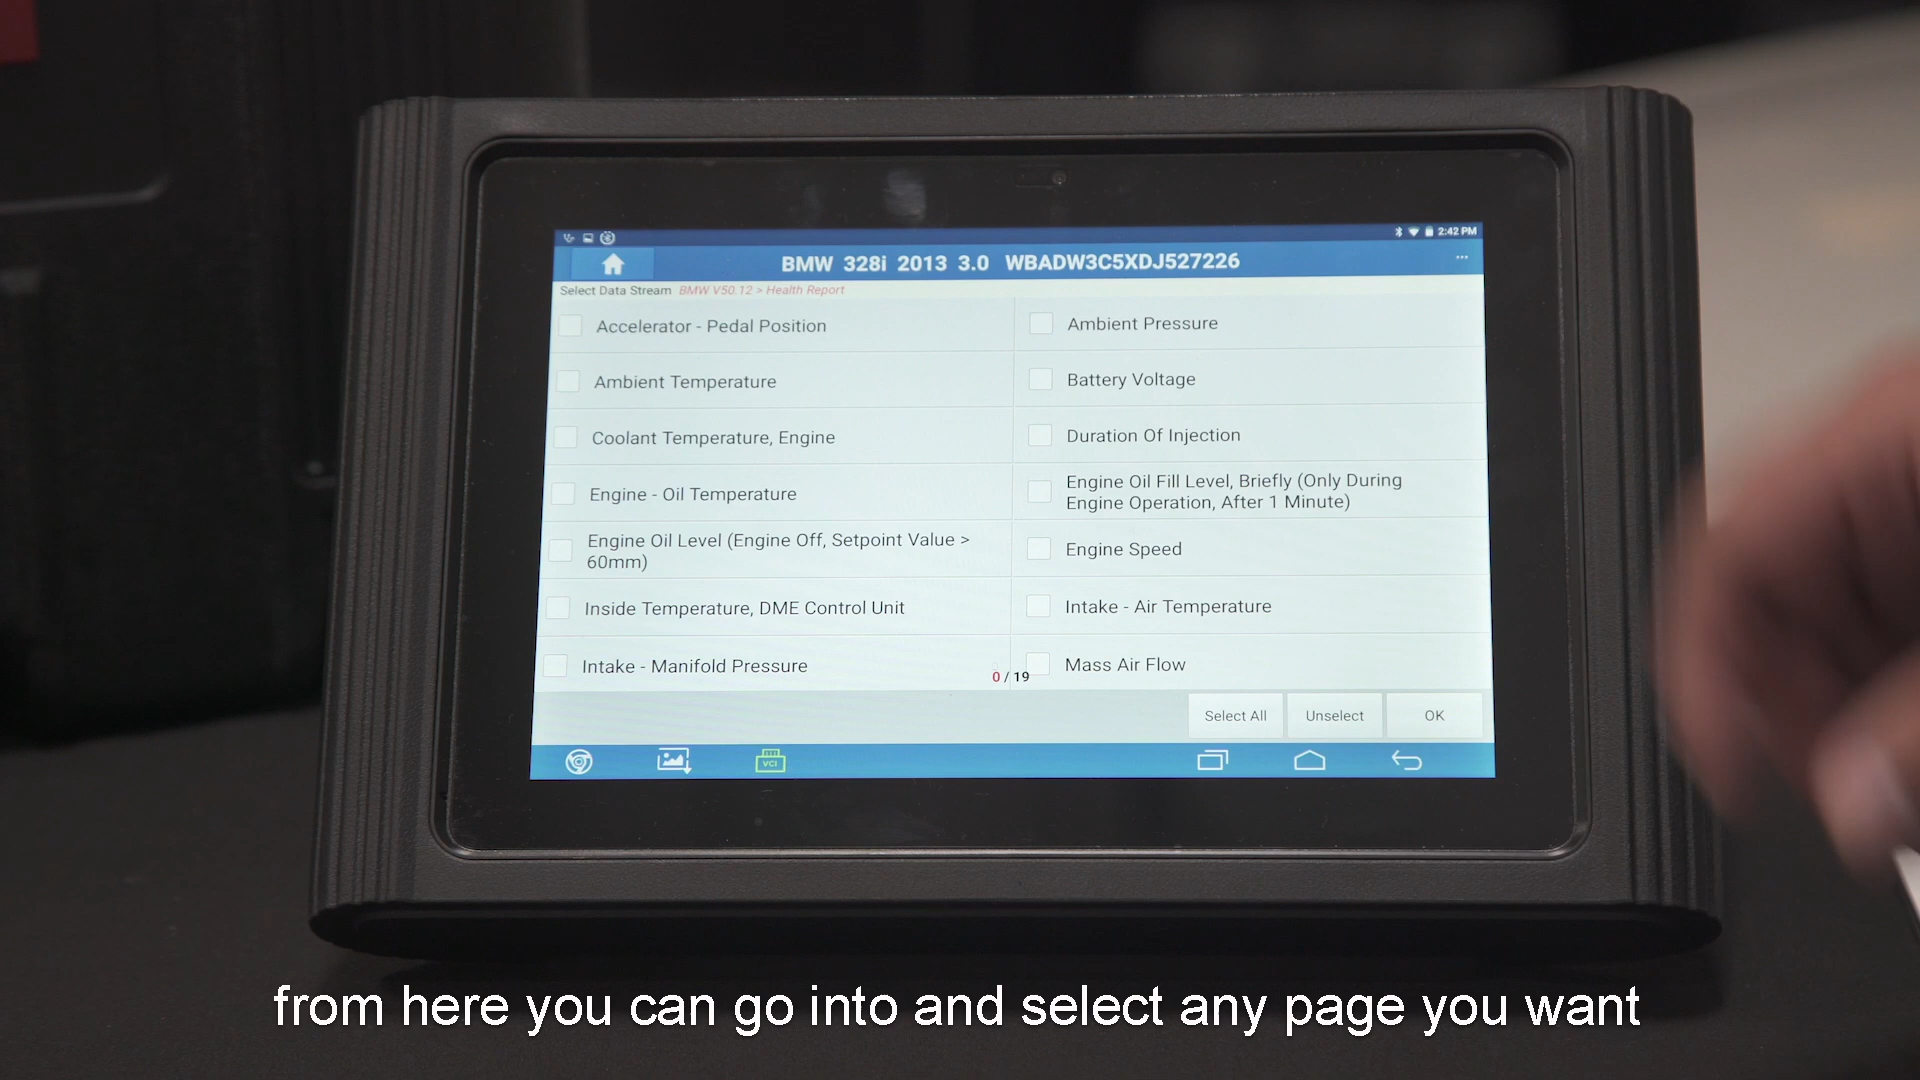 2:42 PM
BMW 328i 2013 3.0 WBADW3C5XDJ527226
Select Data Stream BMW V50.12 > Health Report
Accelerator - Pedal Position
Ambient Pressure
Ambient Temperature
Battery Voltage
Coolant Temperature, Engine
Duration Of Injection
Engine - Oil Temperature
Engine Oil Fill Level, Briefly (Only During
Engine Operation, After 1 Minute)
Engine Oil Level (Engine Off, Setpoint Value >
60mm)
Engine Speed
Inside Temperature, DME Control Unit
Intake - Air Temperature
Intake - Manifold Pressure
Mass Air Flow
0 / 19
Select All
Unselect
OK
VCI
from here you can go into and select any page you want